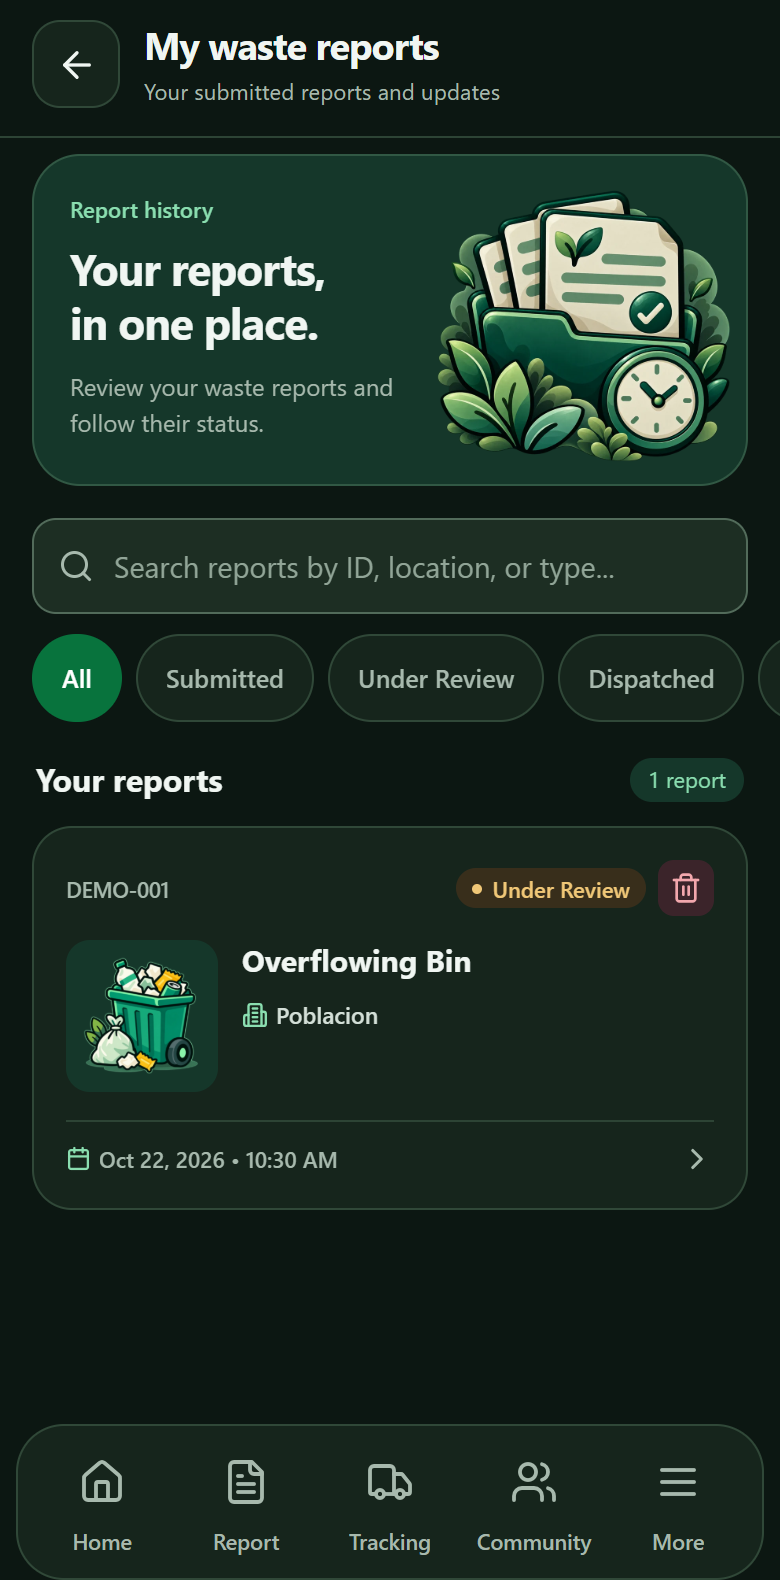 My waste reports
Your submitted reports and updates
Report history
Your reports,
in one place.
Review your waste reports and
follow their status.
Search reports by ID, location, or type...
All
Submitted
Under Review
Dispatched
Your reports
1 report
DEMO-001
Under Review
Overflowing Bin
Poblacion
Oct 22, 2026 • 10:30 AM
Home
Report
Tracking
Community
More